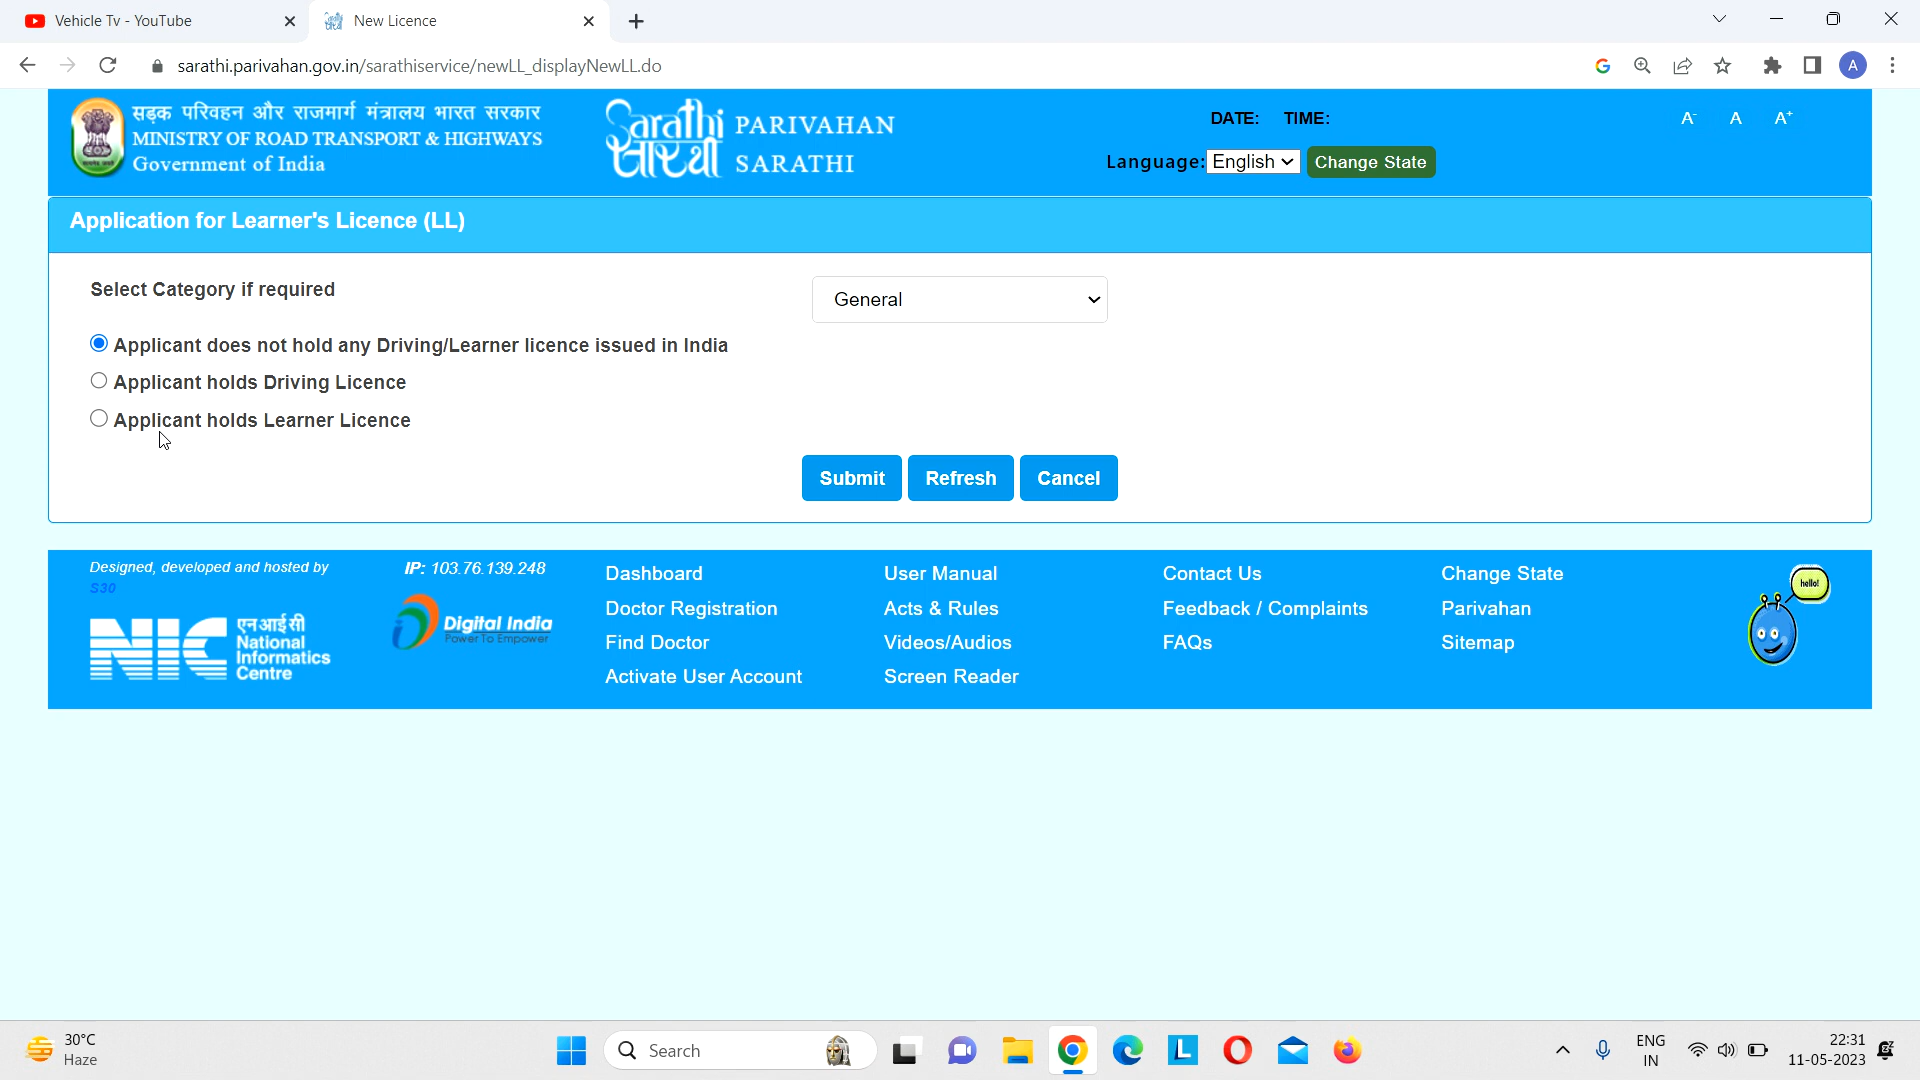 Vehicle Tv - YouTube
New Licence
sarathi.parivahan.gov.in/sarathiservice/newLL_displayNewLL.do
A
सड़क परिवहन और राजमार्ग मंत्रालय भारत सरकार
MINISTRY OF ROAD TRANSPORT & HIGHWAYS
Government of India
Sarathi
सारथी
PARIVAHAN
SARATHI
DATE: TIME:
Language: English Change State
A- A A+
Application for Learner's Licence (LL)
Select Category if required
General
Applicant does not hold any Driving/Learner licence issued in India
Applicant holds Driving Licence
Applicant holds Learner Licence
Submit Refresh Cancel
Designed, developed and hosted by
S30
NIC
एन आई सी
National
Informatics
Centre
IP: 103.76.139.248
Digital India
Power To Empower
Dashboard
Doctor Registration
Find Doctor
Activate User Account
User Manual
Acts & Rules
Videos/Audios
Screen Reader
Contact Us
Feedback / Complaints
FAQs
Change State
Parivahan
Sitemap
hello!
30°C
Haze
Search
L
ENG
IN
22:31
11-05-2023